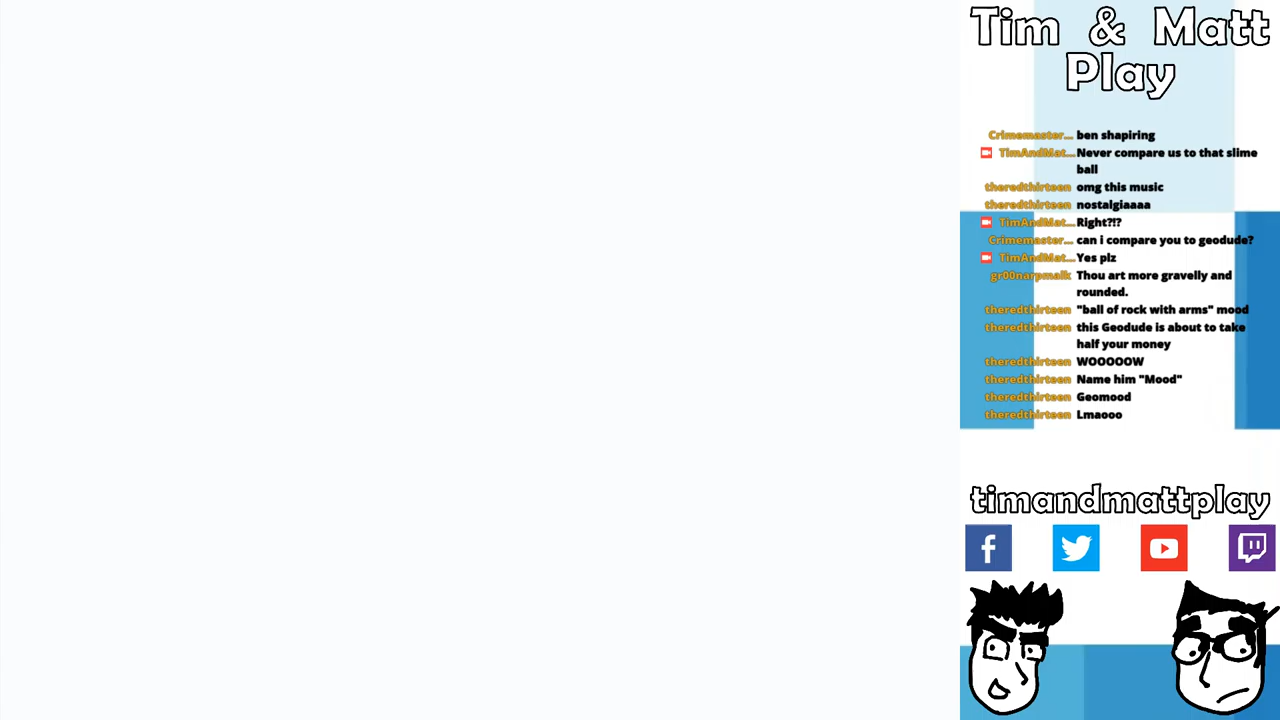 Tim & Matt
Play
Crimemaster... ben shapiring
TimAndMat... Never compare us to that slime
ball
theredthirteen omg this music
theredthirteen nostalgiaaaa
TimAndMat... Right?!?
Crimemaster... can i compare you to geodude?
TimAndMat... Yes plz
gr00narpmalk Thou art more gravelly and
rounded.
theredthirteen "ball of rock with arms" mood
theredthirteen this Geodude is about to take
half your money
theredthirteen WOOOOOW
theredthirteen Name him "Mood"
theredthirteen Geomood
theredthirteen Lmaooo
timandmattplay